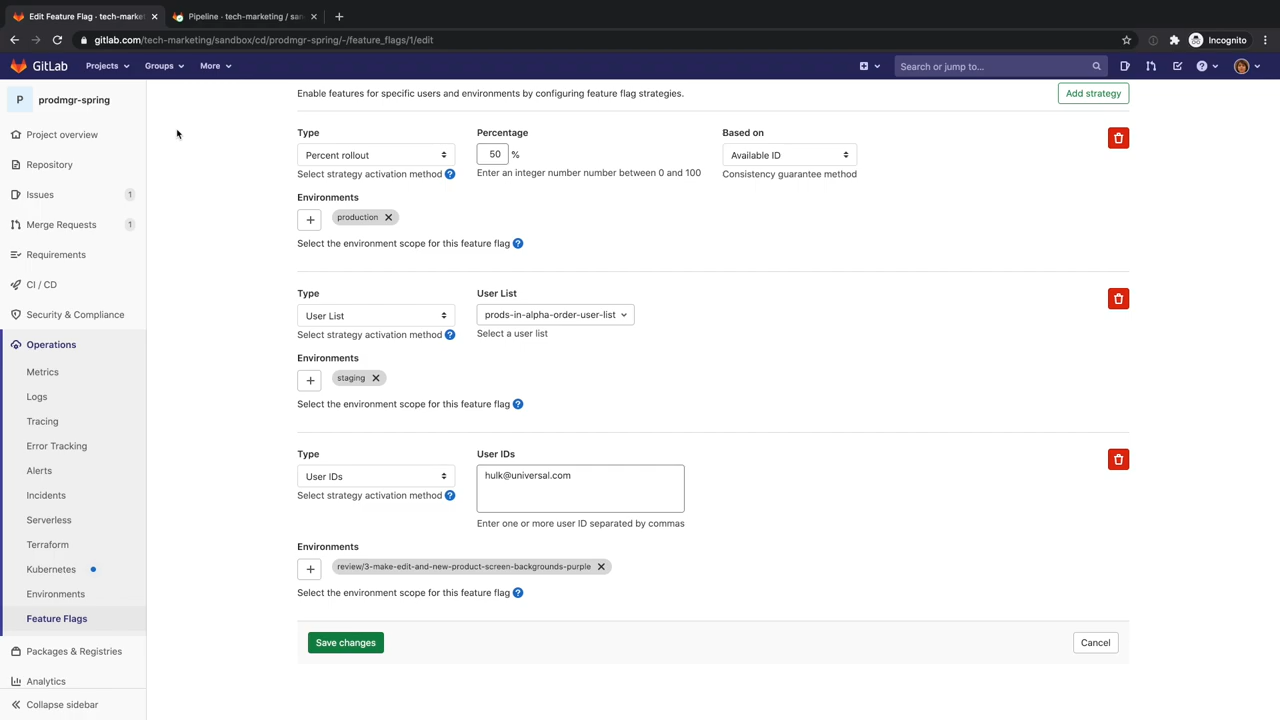 Edit Feature Flag · tech-market
Pipeline · tech-marketing / san
gitlab.com/tech-marketing/sandbox/cd/prodmgr-spring/-/feature_flags/1/edit
Incognito
GitLab
Projects
Groups
More
Search or jump to...
P
prodmgr-spring
Project overview
Repository
Issues 1
Merge Requests 1
Requirements
CI / CD
Security & Compliance
Operations
Metrics
Logs
Tracing
Error Tracking
Alerts
Incidents
Serverless
Terraform
Kubernetes
Environments
Feature Flags
Packages & Registries
Analytics
Collapse sidebar
Enable features for specific users and environments by configuring feature flag strategies.
Add strategy
Type Percentage Based on
Percent rollout 50 % Available ID
Select strategy activation method ? Enter an integer number number between 0 and 100 Consistency guarantee method
Environments
production
Select the environment scope for this feature flag ?
Type User List
User List prods-in-alpha-order-user-list
Select strategy activation method ? Select a user list
Environments
staging
Select the environment scope for this feature flag ?
Type User IDs
User IDs hulk@universal.com
Select strategy activation method ?
Enter one or more user ID separated by commas
Environments
review/3-make-edit-and-new-product-screen-backgrounds-purple
Select the environment scope for this feature flag ?
Save changes Cancel